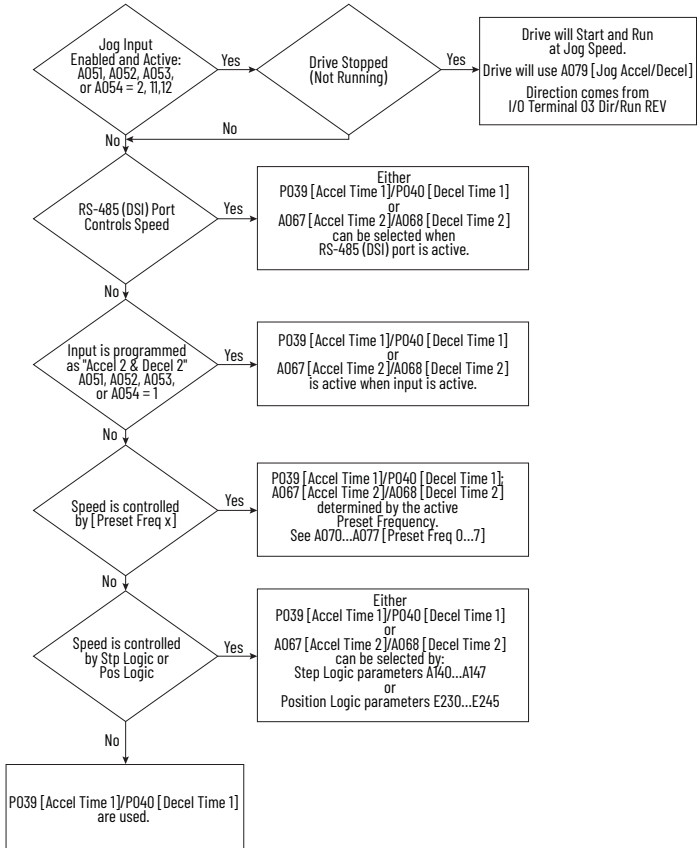 Jog Input
Enabled and Active:
A051, A052, A053,
or A054 = 2, 11,12
Yes
Drive Stopped
(Not Running)
Yes
Drive will Start and Run
at Jog Speed.
Drive will use A079 [Jog Accel/Decel]
Direction comes from
I/O Terminal 03 Dir/Run REV
No
No
RS-485 (DSI) Port
Controls Speed
Yes
Either
P039 [Accel Time 1]/P040 [Decel Time 1]
or
A067 [Accel Time 2]/A068 [Decel Time 2]
can be selected when
RS-485 (DSI) port is active.
No
Input is programmed
as "Accel 2 & Decel 2"
A051, A052, A053,
or A054 = 1
Yes
P039 [Accel Time 1]/P040 [Decel Time 1]
or
A067 [Accel Time 2]/A068 [Decel Time 2]
is active when input is active.
No
Speed is controlled
by [Preset Freq x]
Yes
P039 [Accel Time 1]/P040 [Decel Time 1];
A067 [Accel Time 2]/A068 [Decel Time 2]
determined by the active
Preset Frequency.
See A070...A077 [Preset Freq 0...7]
No
Speed is controlled
by Stp Logic or
Pos Logic
Yes
Either
P039 [Accel Time 1]/P040 [Decel Time 1]
or
A067 [Accel Time 2]/A068 [Decel Time 2]
can be selected by:
Step Logic parameters A140...A147
or
Position Logic parameters E230...E245
No
P039 [Accel Time 1]/P040 [Decel Time 1]
are used.